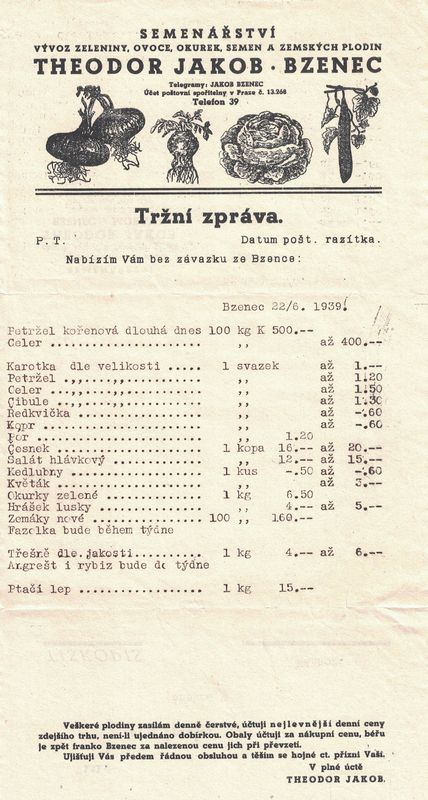 SEMENÁŘSTVÍ
VÝVOZ ZELENINY, OVOCE, OKUREK, SEMEN A ZEMSKÝCH PLODIN
THEODOR JAKOB · BZENEC
Telegramy: JAKOB BZENEC
Účet poštovní spořitelny v Praze č. 13.268
Telefon 39
Tržní zpráva.
P. T. Datum pošt. razítka.
Nabízím Vám bez závazku ze Bzence:
Bzenec 22/6. 1939.
Petržel kořenová dlouhá dnes 100 kg K 500.--
Celer .................... ,, až 400.--
Karotka dle velikosti ..... 1 svazek až 1.--
Petržel .,,.....,,......... ,, až 1.20
Celer ..,,.....,,......... ,, až 1.50
Cibule ..,,.....,,......... ,, až 1.30
Ředkvička ................. ,, až -.60
Kopr ...................... ,, až -.60
Por ....................... ,, 1.20
Česnek .................... 1 kopa 16.-- až 20.--
Salát hlávkový ............ ,, 12.-- až 15.--
Kedlubny .................. 1 kus -.50 až -.60
Květák .................... ,, až 3.--
Okurky zelené ............. 1 kg 6.50
Hrášek lusky .............. ,, 4.-- až 5.--
Zemáky nové ............... 100 ,, 160.--
Fazolka bude během týdne
Třešně dle jakosti......... 1 kg 4.-- až 6.--
Angrešt i rybiz bude do týdne
Ptačí lep ................. 1 kg 15.--
Veškeré plodiny zasílám denně čerstvé, účtuji nejlevnější denní ceny
zdejšího trhu, není-li ujednáno dobírkou. Obaly účtuji za nákupní cenu, béřu
je zpět franko Bzenec za nalezenou cenu jich při převzetí.
Ujišťuji Vás předem řádnou obsluhou a těším se hojné ct. přízni Vaší.
V plné úctě
THEODOR JAKOB.